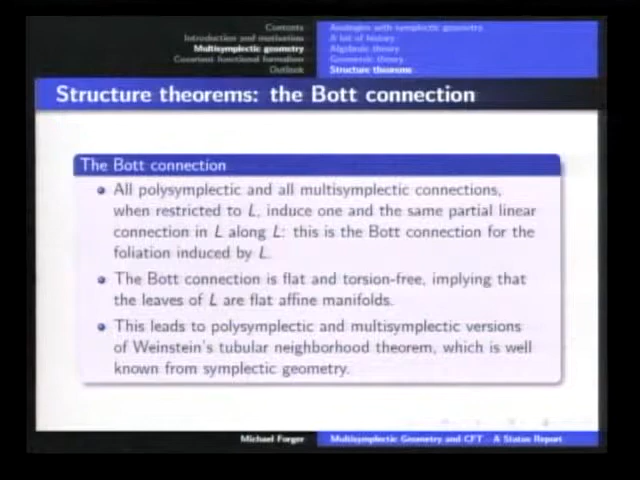 Contents
Introduction and motivation
Multisymplectic geometry
Covariant functional formalism
Outlook
Analogies with symplectic geometry
A bit of history
Algebraic theory
Geometric theory
Structure theorems
Structure theorems: the Bott connection
The Bott connection
All polysymplectic and all multisymplectic connections,
when restricted to L, induce one and the same partial linear
connection in L along L: this is the Bott connection for the
foliation induced by L.
The Bott connection is flat and torsion-free, implying that
the leaves of L are flat affine manifolds.
This leads to polysymplectic and multisymplectic versions
of Weinstein's tubular neighborhood theorem, which is well
known from symplectic geometry.
Michael Forger
Multisymplectic Geometry and CFT A Status Report